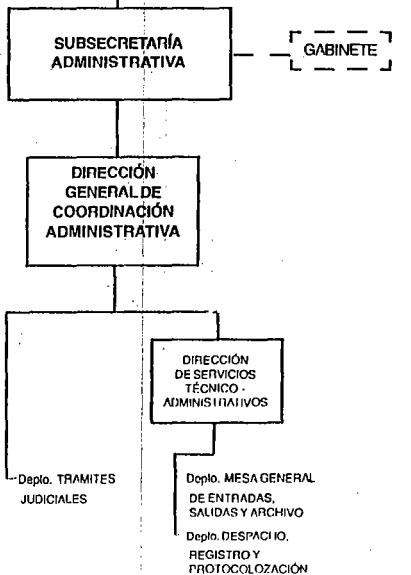 SUBSECRETARÍA
ADMINISTRATIVA
GABINETE
DIRECCIÓN
GENERAL DE
COORDINACIÓN
ADMINISTRATIVA
DIRECCIÓN
DE SERVICIOS
TÉCNICO -
ADMINISTRATIVOS
Depto. TRAMITES
JUDICIALES
Depto. MESA GENERAL
DE ENTRADAS,
SALIDAS Y ARCHIVO
Depto. DESPACHO,
REGISTRO Y
PROTOCOLOZACIÓN